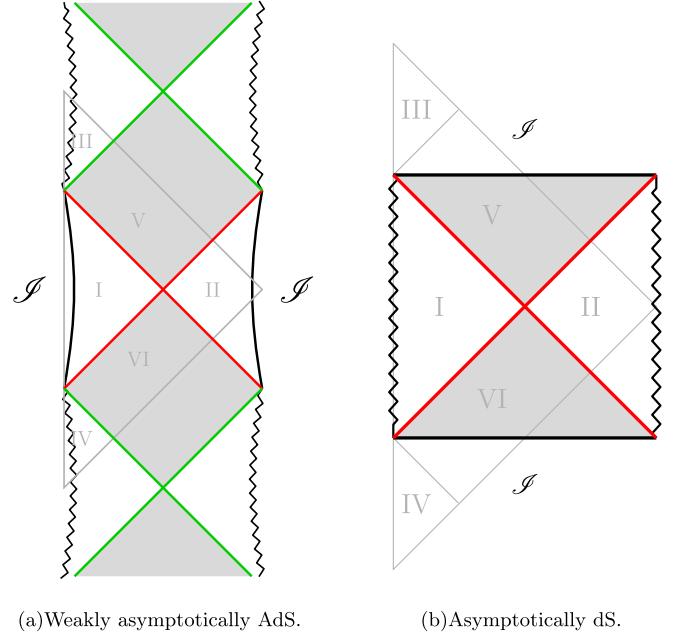 III
V
I
II
VI
IV
ℐ
ℐ
(a)Weakly asymptotically AdS.
III
ℐ
V
I
II
VI
IV
ℐ
(b)Asymptotically dS.